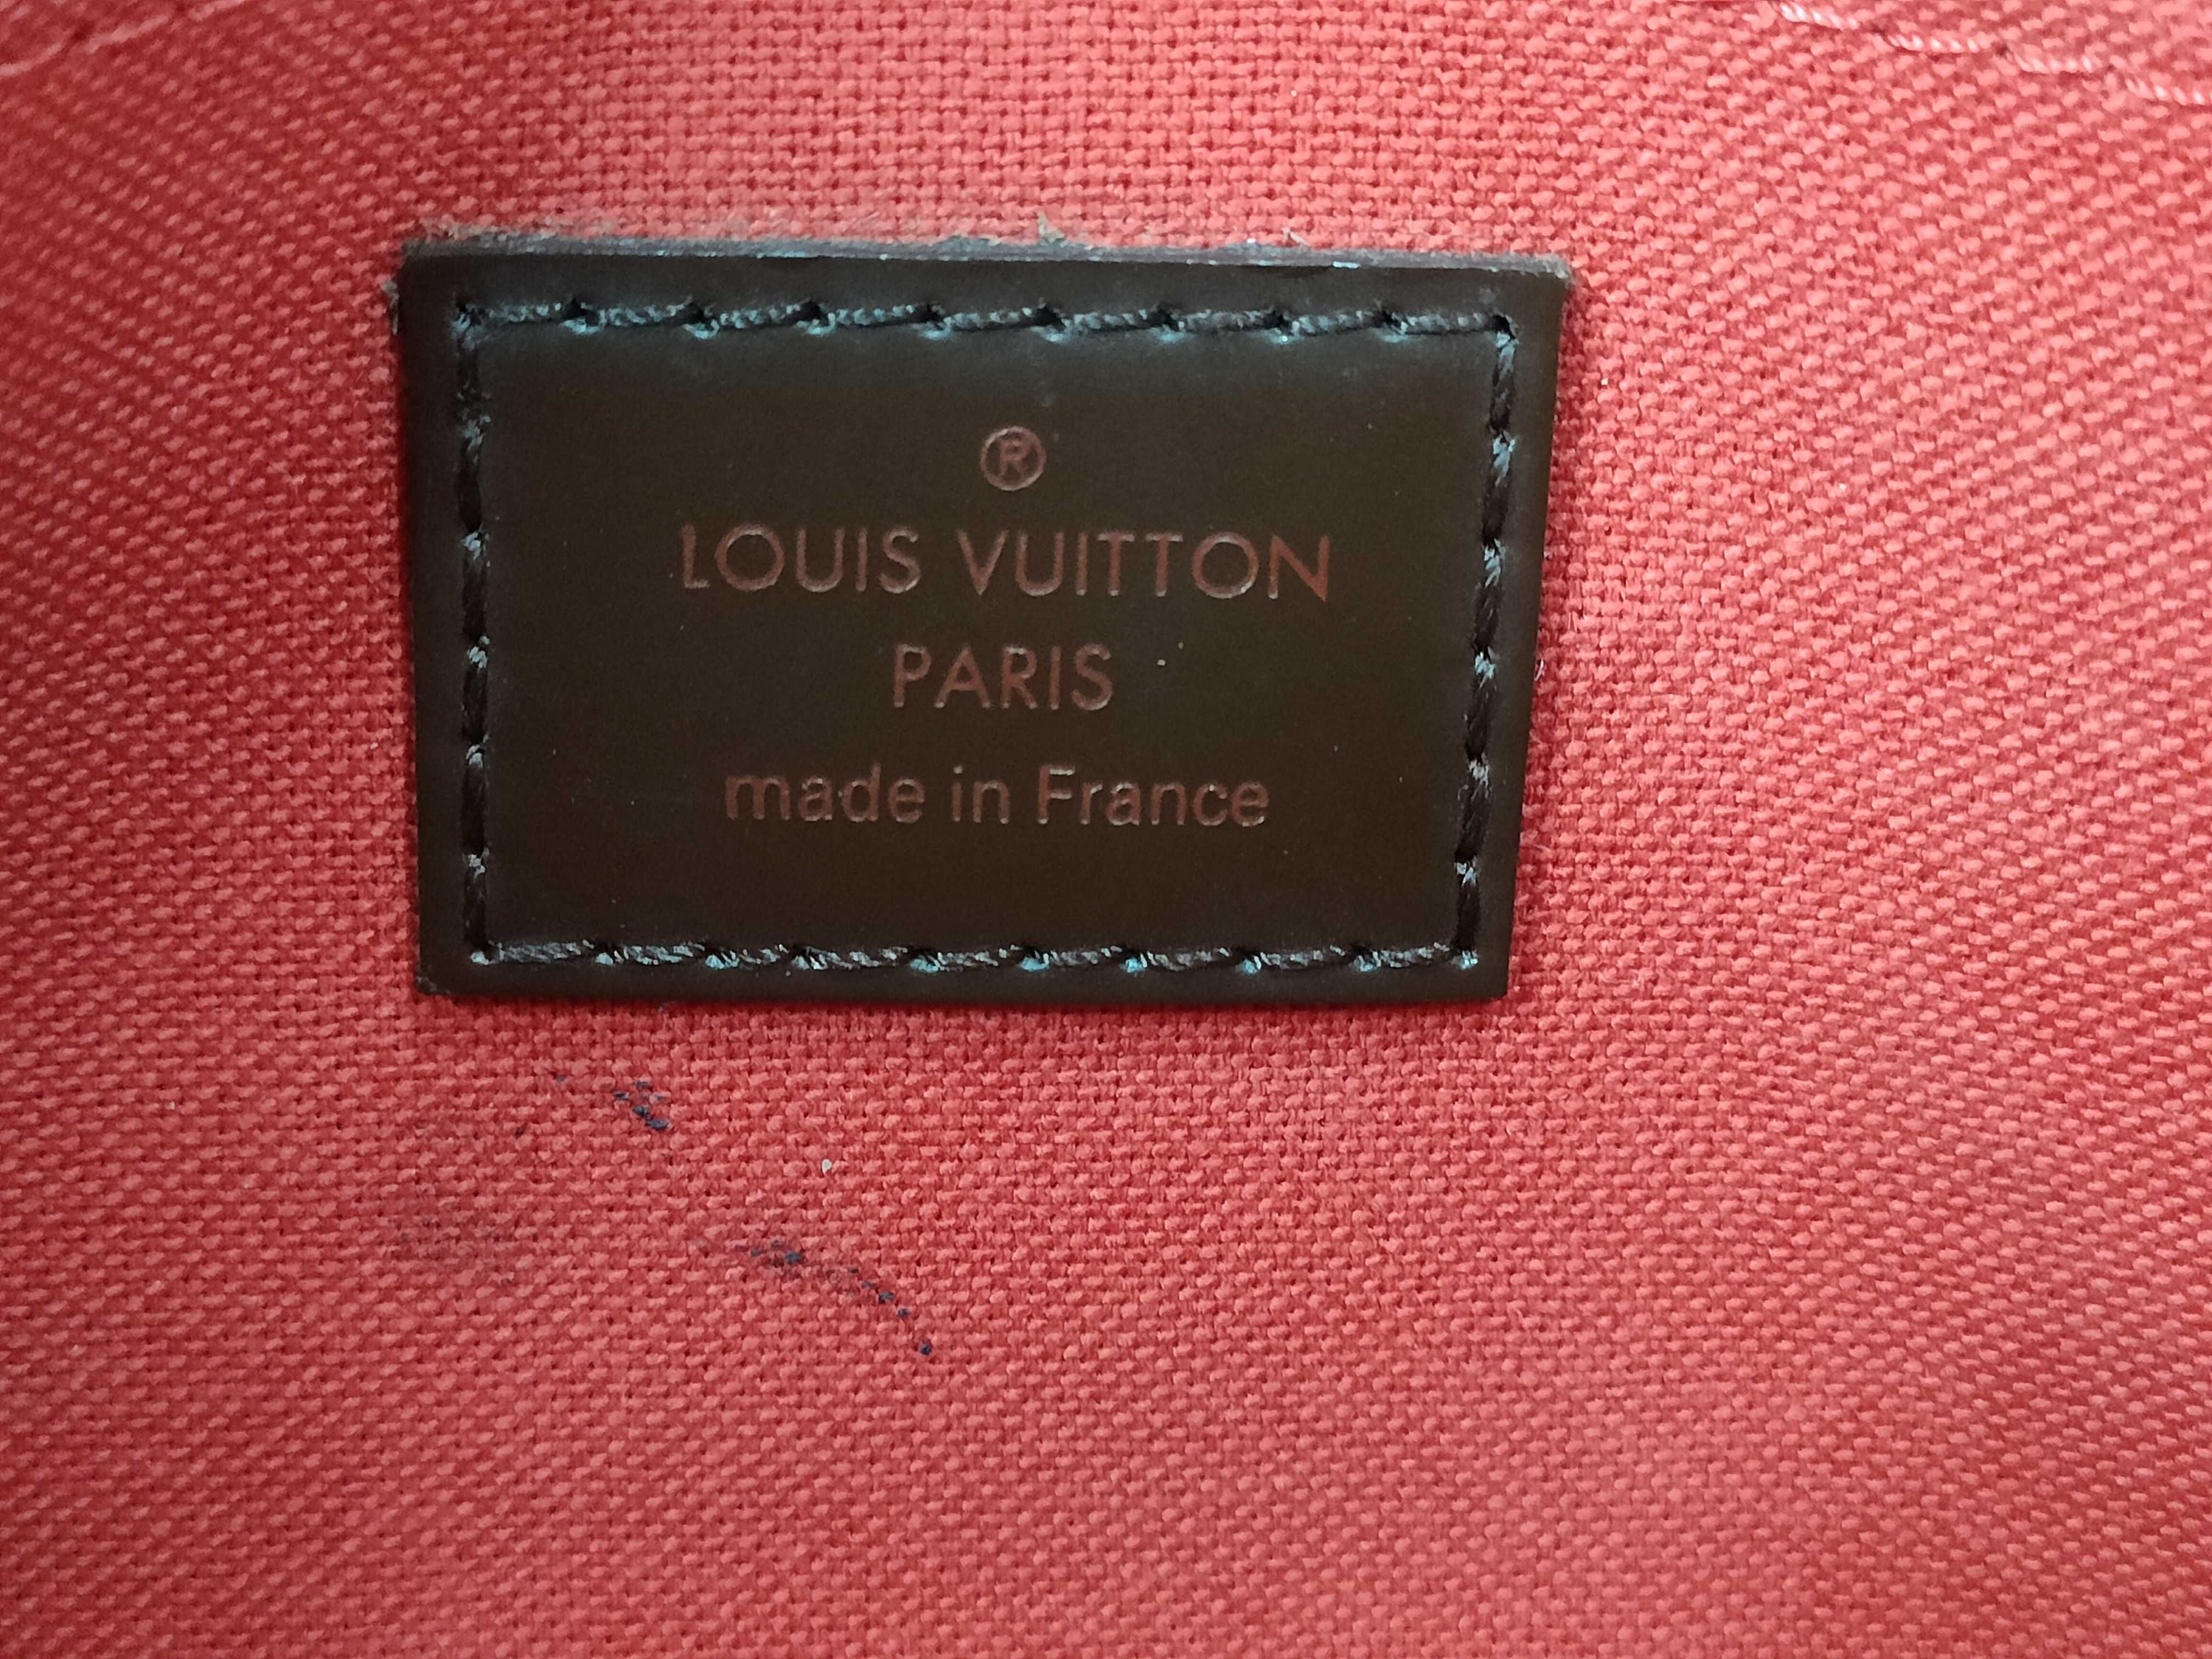 ®
LOUIS VUITTON
PARIS
made in France